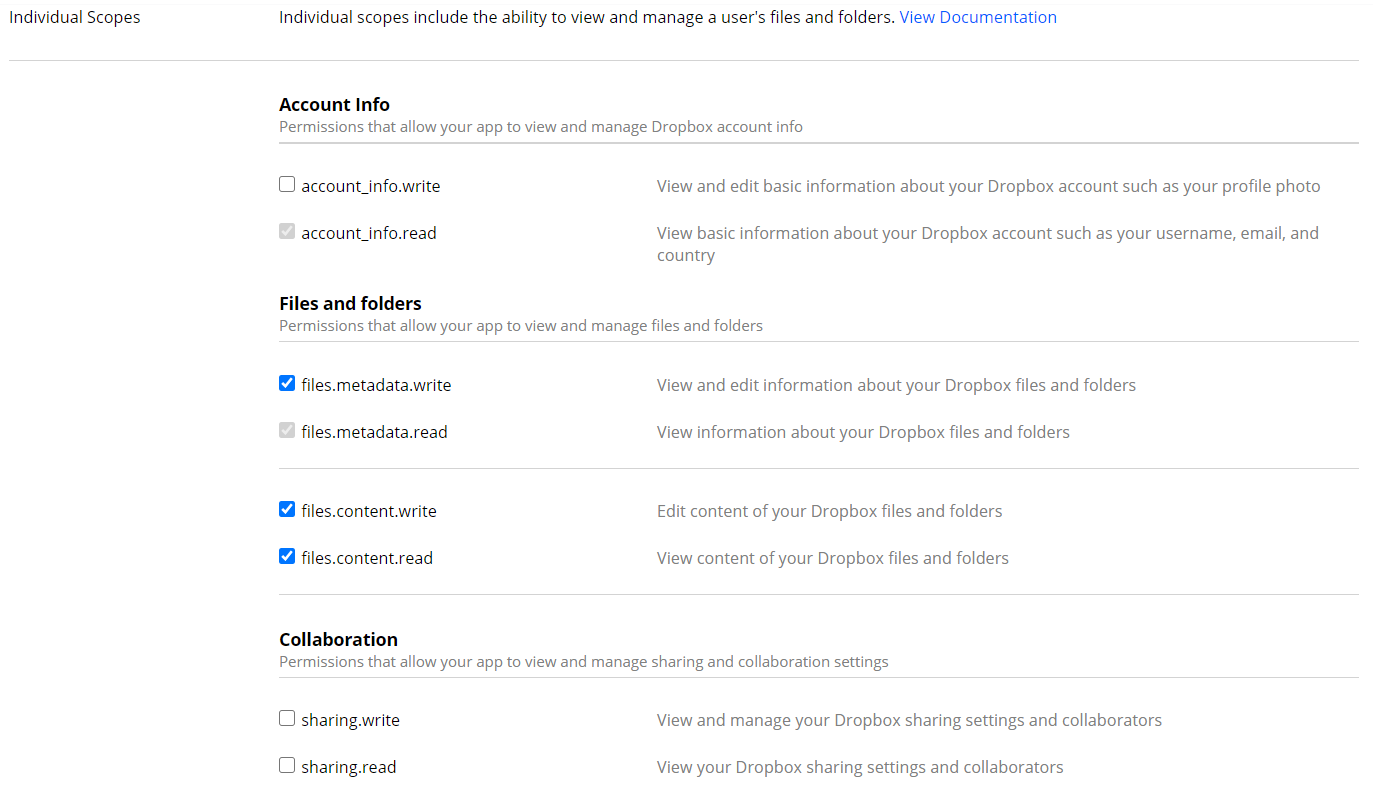 Individual Scopes
Individual scopes include the ability to view and manage a user's files and folders. View Documentation
Account Info
Permissions that allow your app to view and manage Dropbox account info
account_info.write
View and edit basic information about your Dropbox account such as your profile photo
account_info.read
View basic information about your Dropbox account such as your username, email, and
country
Files and folders
Permissions that allow your app to view and manage files and folders
files.metadata.write
View and edit information about your Dropbox files and folders
files.metadata.read
View information about your Dropbox files and folders
files.content.write
Edit content of your Dropbox files and folders
files.content.read
View content of your Dropbox files and folders
Collaboration
Permissions that allow your app to view and manage sharing and collaboration settings
sharing.write
View and manage your Dropbox sharing settings and collaborators
sharing.read
View your Dropbox sharing settings and collaborators